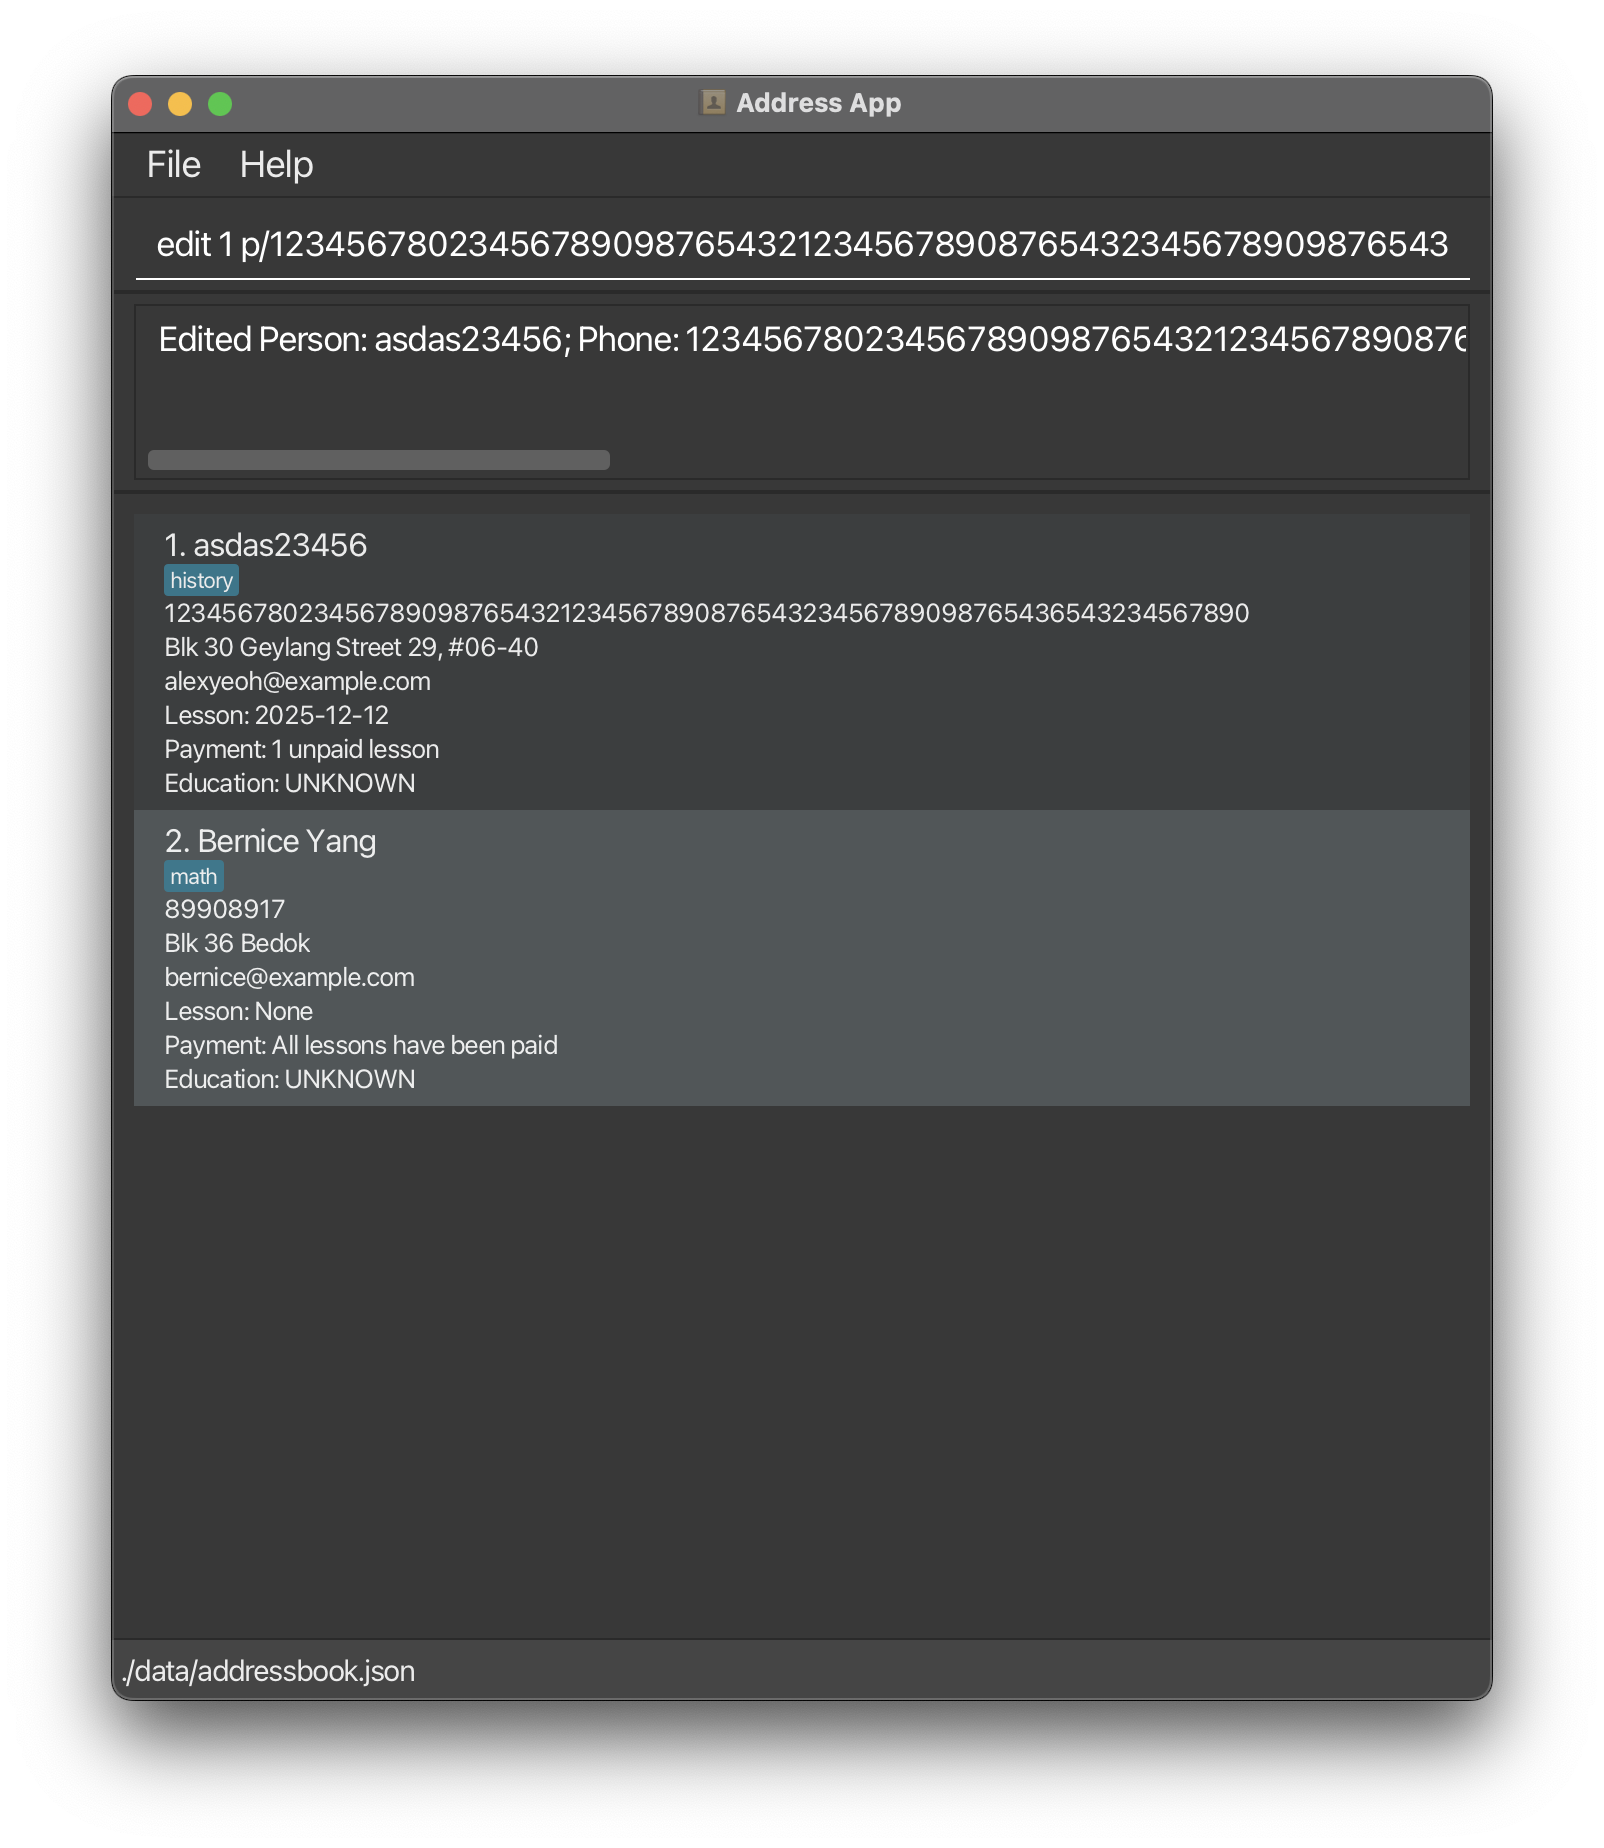 Address App
File Help
edit 1 p/1234567802345678909876543212345678908765432345678909876543
Edited Person: asdas23456; Phone: 123456780234567890987654321234567890876
1. asdas23456
history
12345678023456789098765432123456789087654323456789098765436543234567890
Blk 30 Geylang Street 29, #06-40
alexyeoh@example.com
Lesson: 2025-12-12
Payment: 1 unpaid lesson
Education: UNKNOWN
2. Bernice Yang
math
89908917
Blk 36 Bedok
bernice@example.com
Lesson: None
Payment: All lessons have been paid
Education: UNKNOWN
./data/addressbook.json